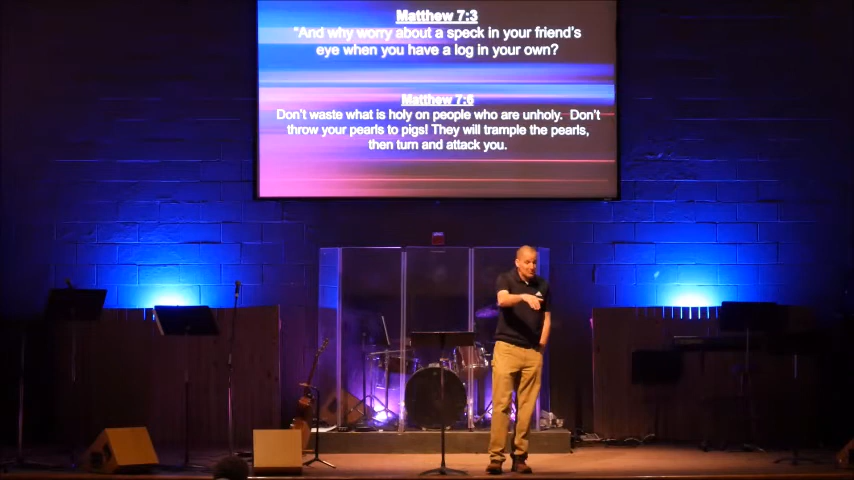 Matthew 7:3
"And why worry about a speck in your friend's
eye when you have a log in your own?
Matthew 7:6
Don't waste what is holy on people who are unholy. Don't
throw your pearls to pigs! They will trample the pearls,
then turn and attack you.